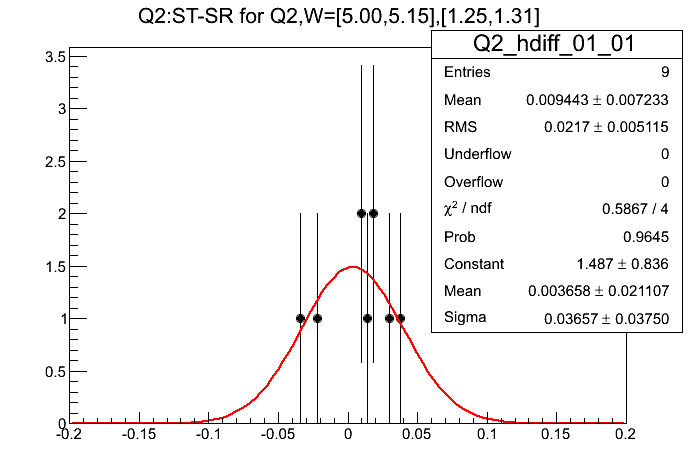 Q2:ST-SR for Q2,W=[5.00,5.15],[1.25,1.31]
Q2_hdiff_01_01
Entries 9
Mean 0.009443 ± 0.007233
RMS 0.0217 ± 0.005115
Underflow 0
Overflow 0
χ² / ndf 0.5867 / 4
Prob 0.9645
Constant 1.487 ± 0.836
Mean 0.003658 ± 0.021107
Sigma 0.03657 ± 0.03750
3.5
3
2.5
2
1.5
1
0.5
0
-0.2 -0.15 -0.1 -0.05 0 0.05 0.1 0.15 0.2